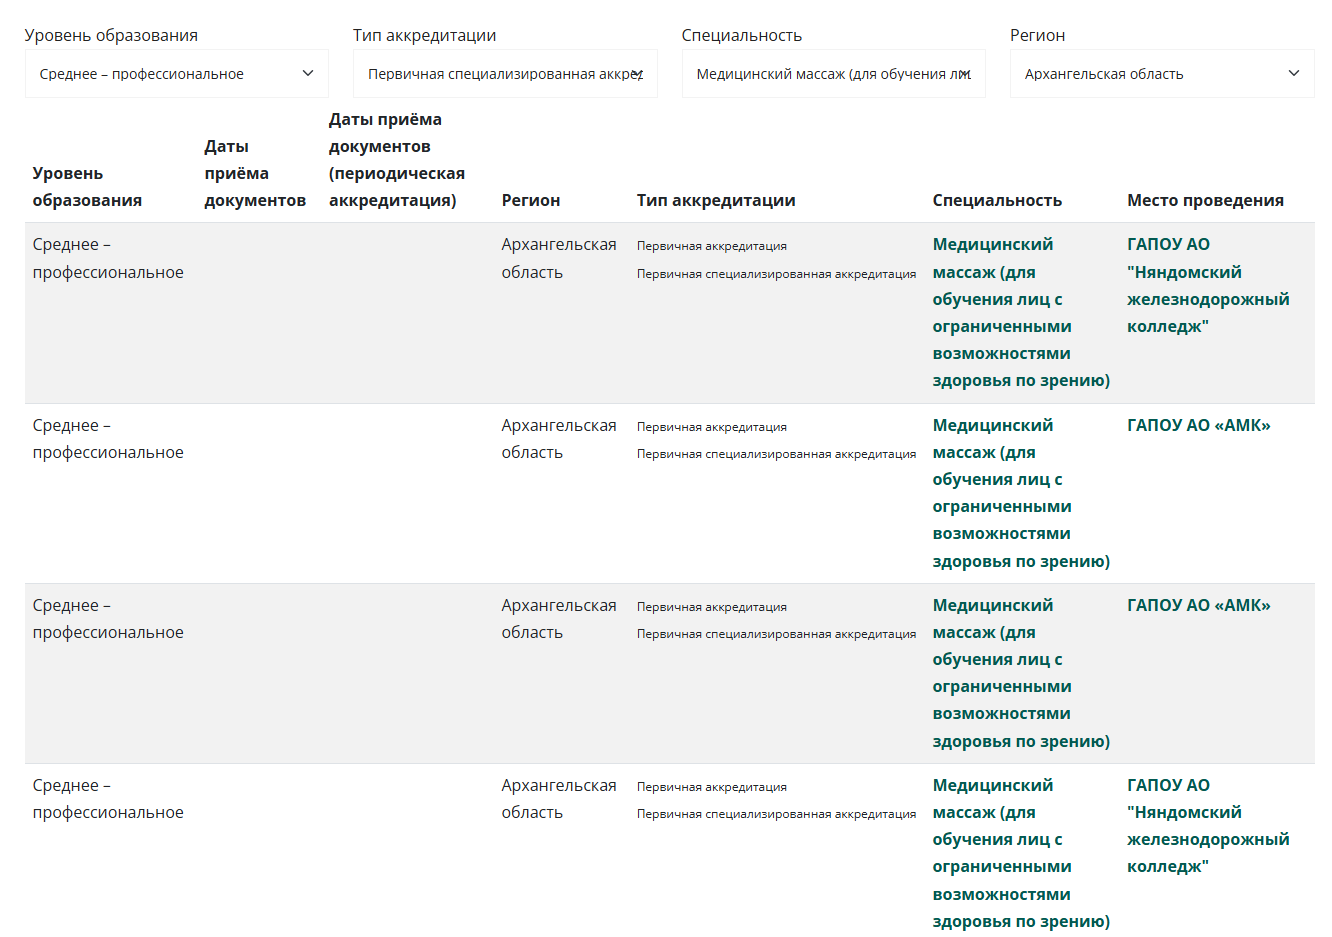 Уровень образования
Тип аккредитации
Специальность
Регион
Среднее – профессиональное
Первичная специализированная аккред
Медицинский массаж (для обучения ли
Архангельская область
Уровень
образования
Даты
приёма
документов
Даты приёма
документов
(периодическая
аккредитация)
Регион
Тип аккредитации
Специальность
Место проведения
Среднее –
профессиональное
Архангельская
область
Первичная аккредитация
Первичная специализированная аккредитация
Медицинский
массаж (для
обучения лиц с
ограниченными
возможностями
здоровья по зрению)
ГАПОУ АО
"Няндомский
железнодорожный
колледж"
Среднее –
профессиональное
Архангельская
область
Первичная аккредитация
Первичная специализированная аккредитация
Медицинский
массаж (для
обучения лиц с
ограниченными
возможностями
здоровья по зрению)
ГАПОУ АО «АМК»
Среднее –
профессиональное
Архангельская
область
Первичная аккредитация
Первичная специализированная аккредитация
Медицинский
массаж (для
обучения лиц с
ограниченными
возможностями
здоровья по зрению)
ГАПОУ АО «АМК»
Среднее –
профессиональное
Архангельская
область
Первичная аккредитация
Первичная специализированная аккредитация
Медицинский
массаж (для
обучения лиц с
ограниченными
возможностями
здоровья по зрению)
ГАПОУ АО
"Няндомский
железнодорожный
колледж"